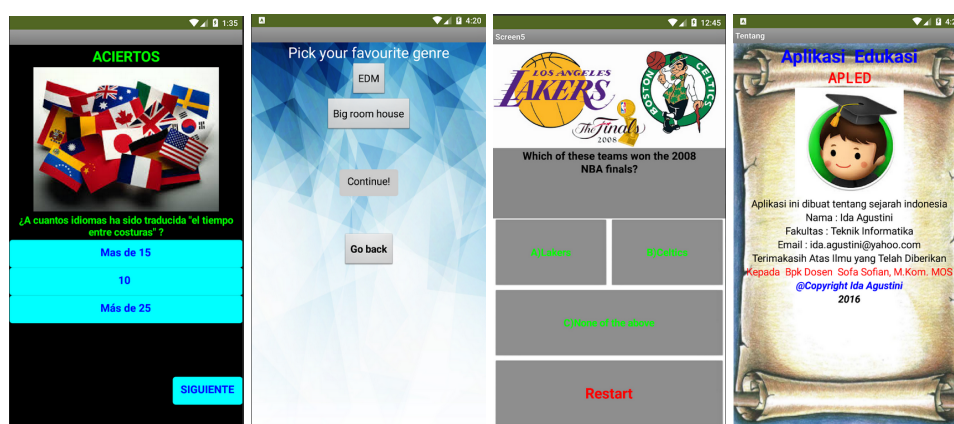 1:35
ACIERTOS
¿A cuantos idiomas ha sido traducida "el tiempo
entre costuras" ?
Mas de 15
10
Más de 25
SIGUIENTE
4:20
Pick your favourite genre
EDM
Big room house
Continue!
Go back
12:45
Screen5
LOS ANGELES
LAKERS
BOSTON
CELTICS
The Finals
2008
Which of these teams won the 2008
NBA finals?
Restart
Tentang
Aplikasi Edukasi
APLED
Aplikasi ini dibuat tentang sejarah indonesia
Nama : Ida Agustini
Fakultas : Teknik Informatika
Email : ida.agustini@yahoo.com
Terimakasih Atas Ilmu yang Telah Diberikan
Kepada Bpk Dosen Sofa Sofian, M.Kom. MOS
@Copyright Ida Agustini
2016